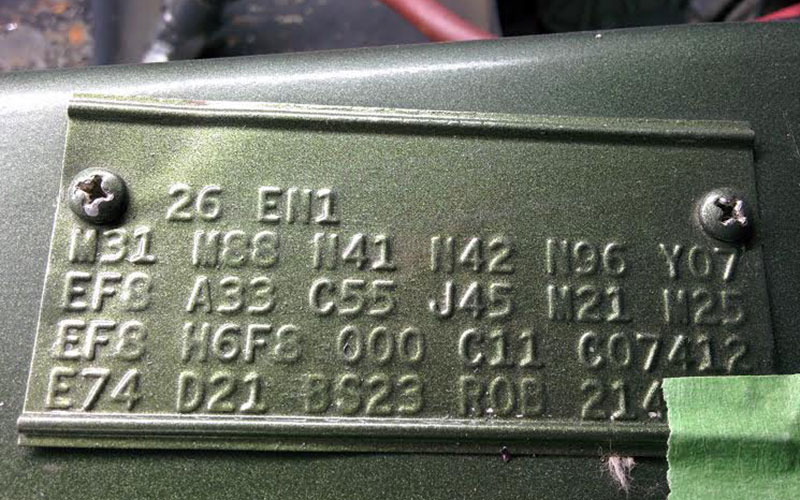 26 EN1
M31 M88 N41 N42 N96 Y07
EF8 A33 C55 J45 M21 M25
EF8 H6F8 000 C11 C07412
E74 D21 BS23 R0B 214